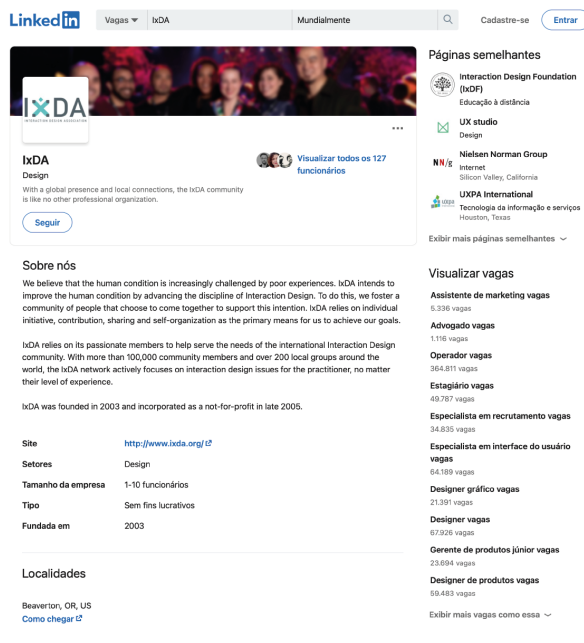 Linked in
Vagas
IxDA
Mundialmente
Cadastre-se
Entrar
IXDA
INTERACTION DESIGN ASSOCIATION
IxDA
Design
With a global presence and local connections, the IxDA community
is like no other professional organization.
Visualizar todos os 127
funcionários
Seguir
Sobre nós
We believe that the human condition is increasingly challenged by poor experiences. IxDA intends to
improve the human condition by advancing the discipline of Interaction Design. To do this, we foster a
community of people that choose to come together to support this intention. IxDA relies on individual
initiative, contribution, sharing and self-organization as the primary means for us to achieve our goals.
IxDA relies on its passionate members to help serve the needs of the international Interaction Design
community. With more than 100,000 community members and over 200 local groups around the
world, the IxDA network actively focuses on interaction design issues for the practitioner, no matter
their level of experience.
IxDA was founded in 2003 and incorporated as a not-for-profit in late 2005.
Site http://www.ixda.org/
Setores Design
Tamanho da empresa 1-10 funcionários
Tipo Sem fins lucrativos
Fundada em 2003
Localidades
Beaverton, OR, US
Como chegar
Páginas semelhantes
Interaction Design Foundation
(IxDF)
Educação à distância
UX studio
Design
NN/g
Nielsen Norman Group
Internet
Silicon Valley, California
uxpa
UXPA International
Tecnologia da informação e serviços
Houston, Texas
Exibir mais páginas semelhantes
Visualizar vagas
Assistente de marketing vagas
5.336 vagas
Advogado vagas
1.116 vagas
Operador vagas
364.811 vagas
Estagiário vagas
49.787 vagas
Especialista em recrutamento vagas
34.835 vagas
Especialista em interface do usuário
vagas
64.189 vagas
Designer gráfico vagas
21.391 vagas
Designer vagas
67.926 vagas
Gerente de produtos júnior vagas
23.694 vagas
Designer de produtos vagas
59.483 vagas
Exibir mais vagas como essa